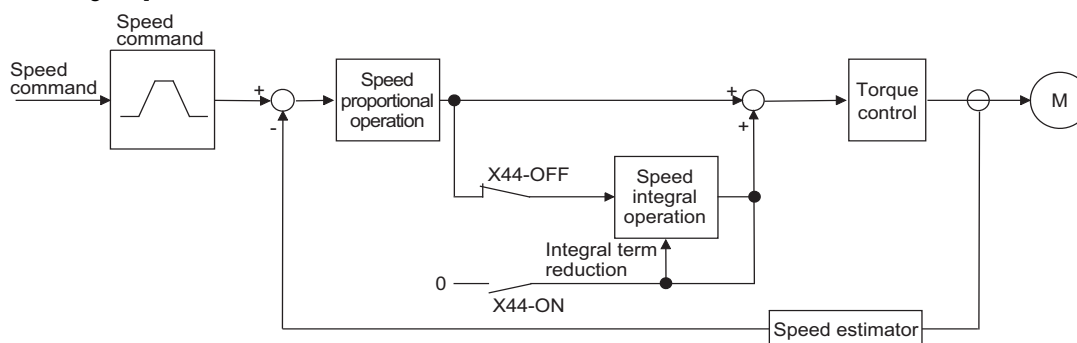 Speed
command
Speed
command
+
-
Speed
proportional
operation
+
+
Torque
control
M
X44-OFF
Speed
integral
operation
Integral term
reduction
0
X44-ON
Speed estimator